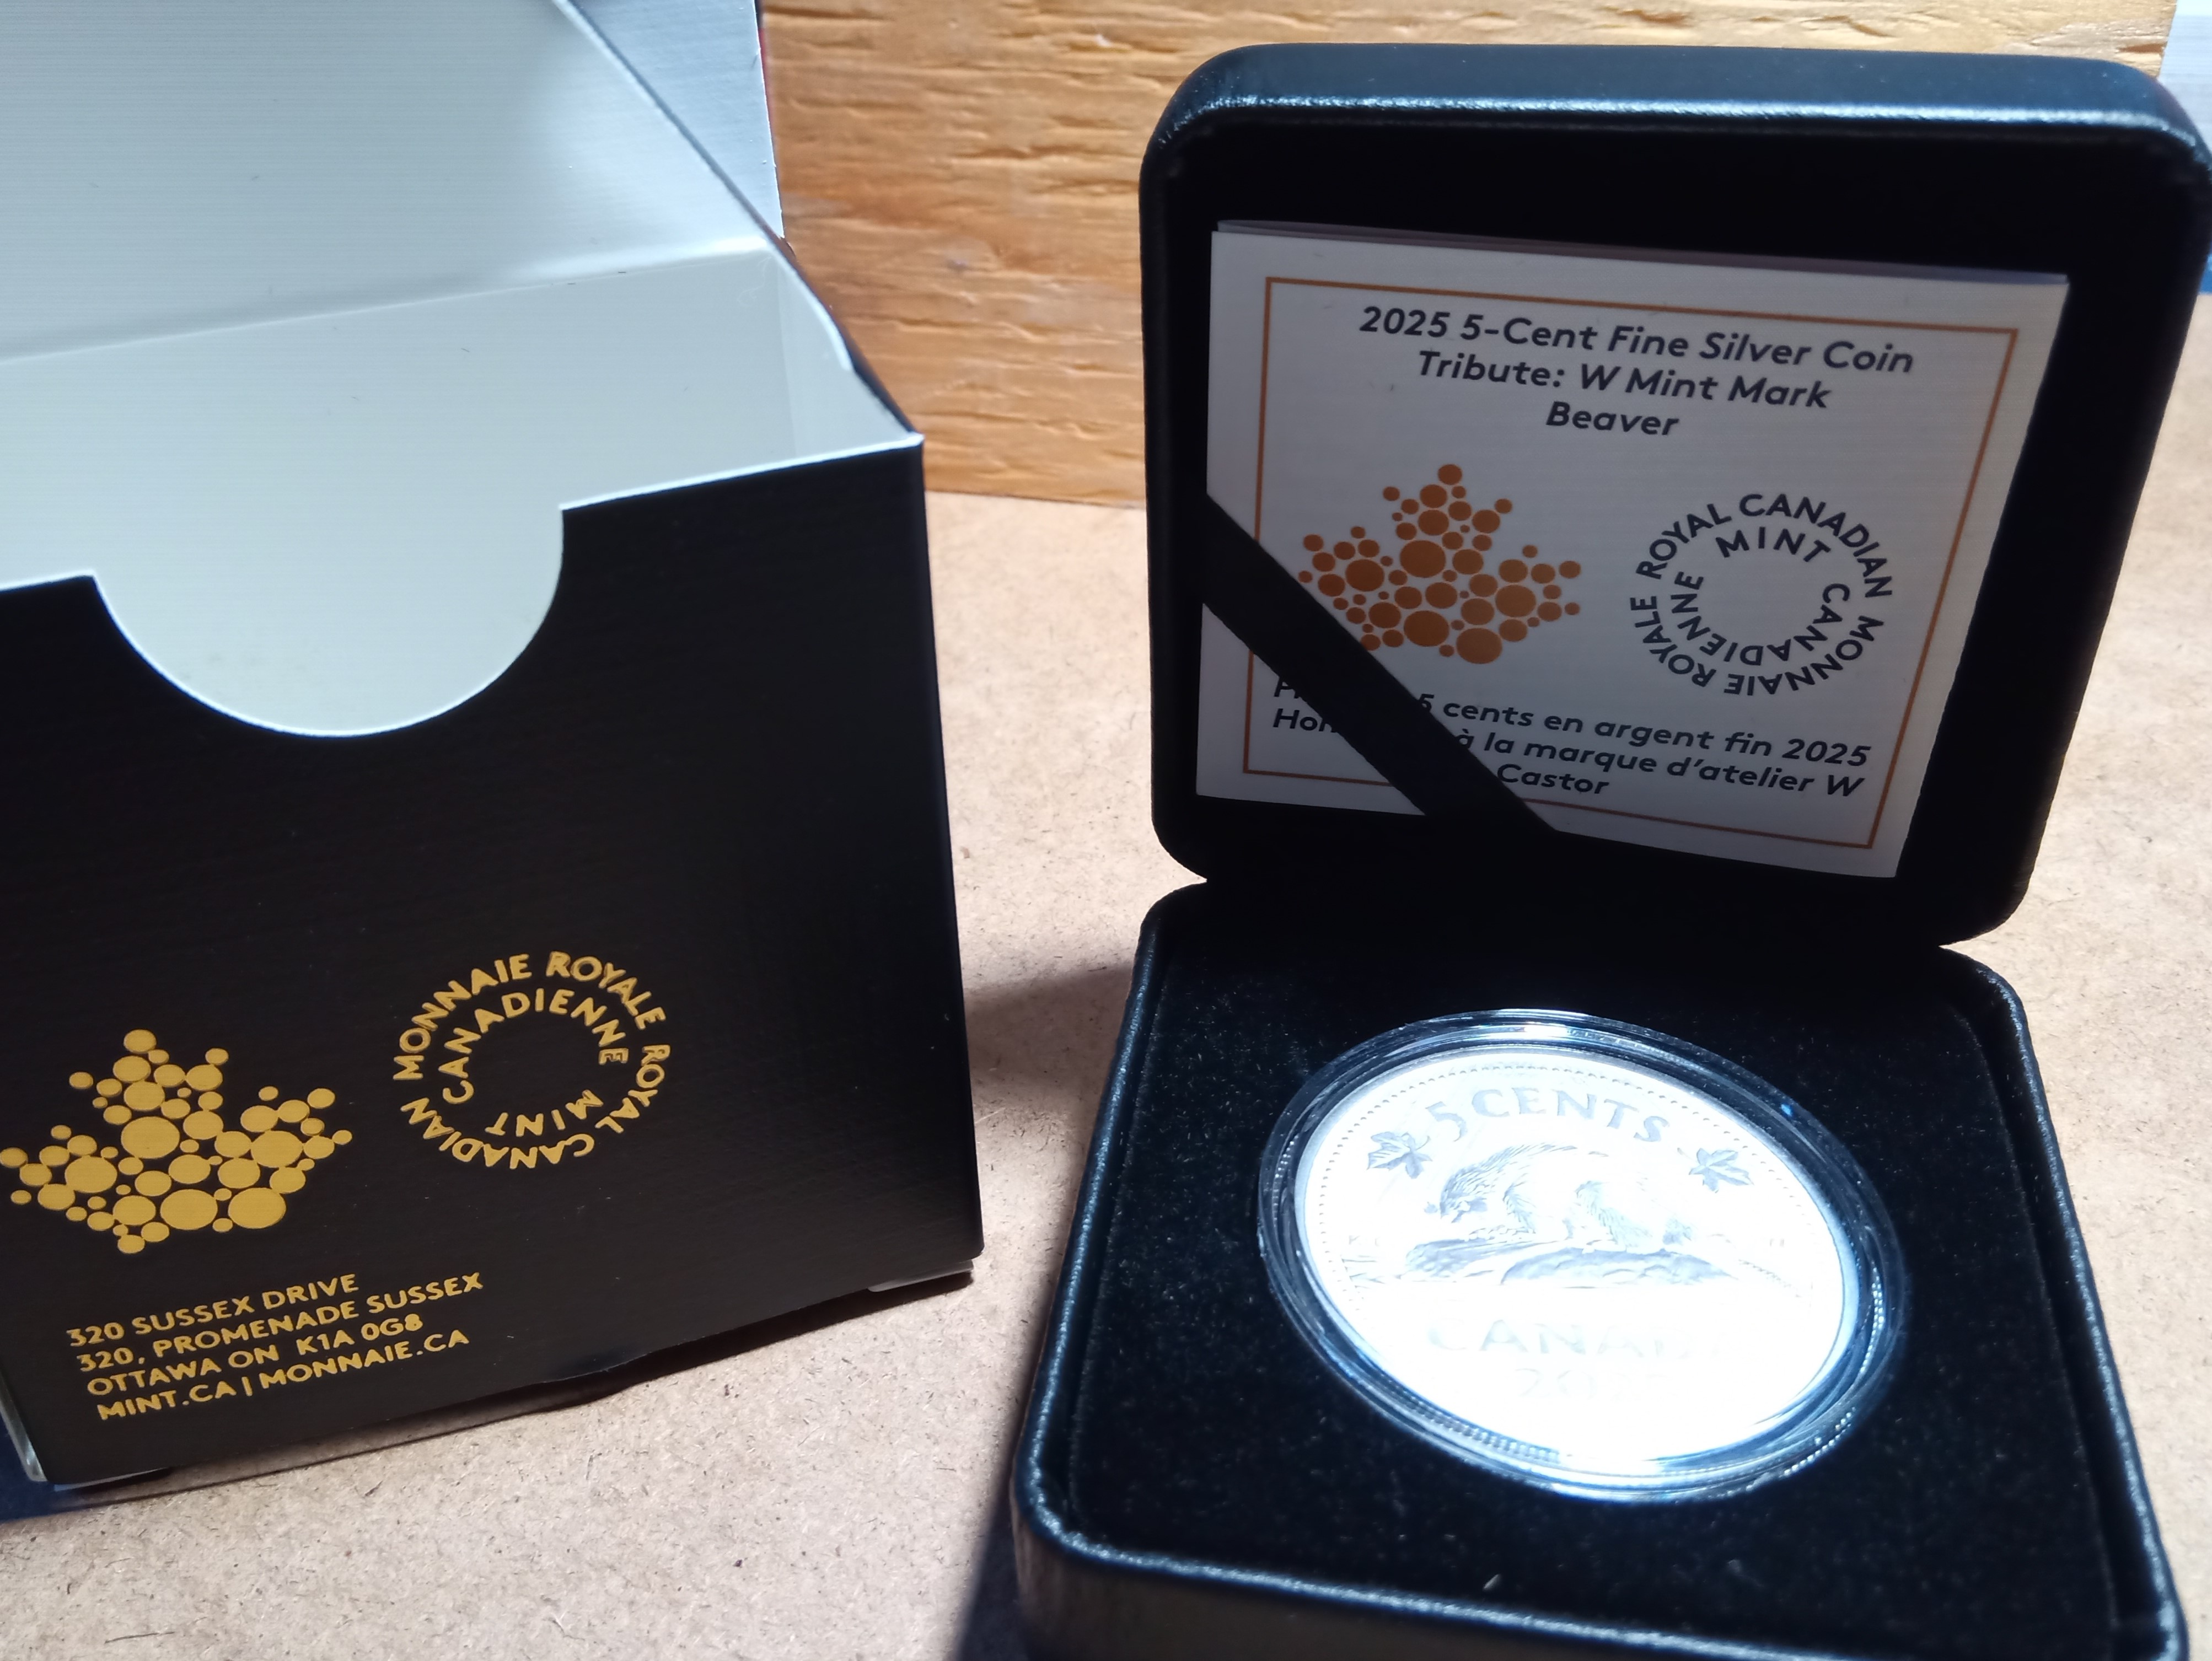 MONNAIE ROYALE
CANADIENNE
ROYAL CANADIAN
MINT
320 SUSSEX DRIVE
320, PROMENADE SUSSEX
OTTAWA ON K1A 0G8
MINT.CA | MONNAIE.CA
2025 5-Cent Fine Silver Coin
Tribute: W Mint Mark
Beaver
ROYAL CANADIAN
MINT
MONNAIE ROYALE
CANADIENNE
5 cents en argent fin 2025
à la marque d'atelier W
Castor
5 CENTS
CANADA